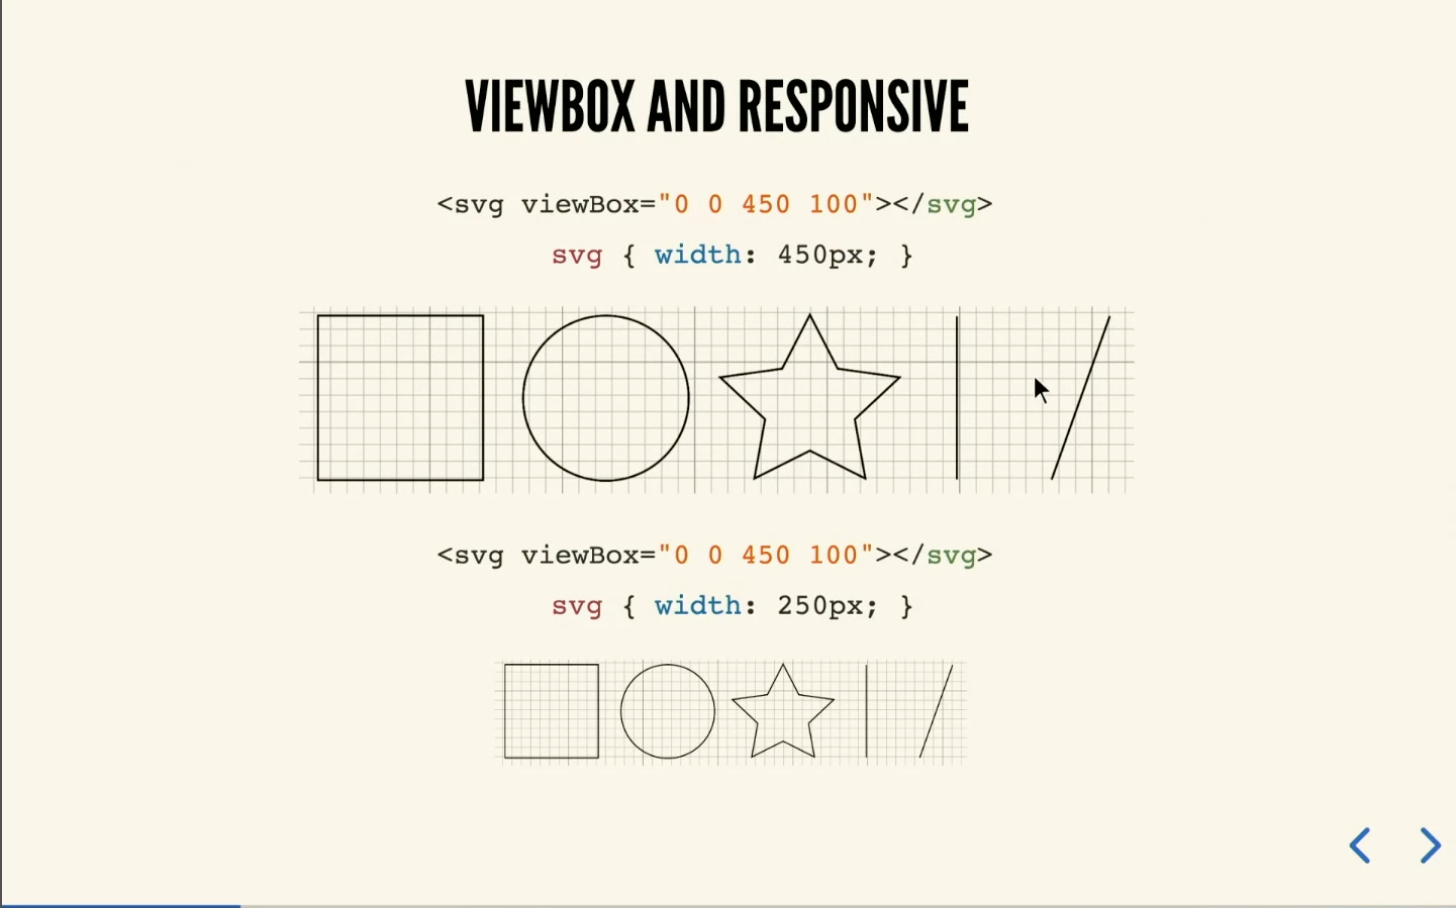 VIEWBOX AND RESPONSIVE
<svg viewBox="0 0 450 100"></svg>
svg { width: 450px; }
<svg viewBox="0 0 450 100"></svg>
svg { width: 250px; }